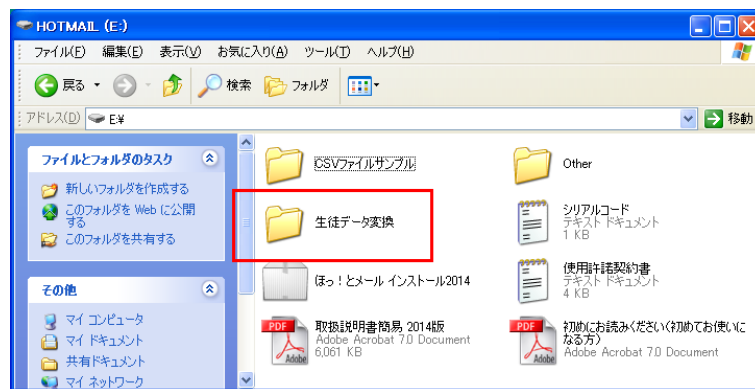 HOTMAIL (E:)
ファイル(F) 編集(E) 表示(V) お気に入り(A) ツール(T) ヘルプ(H)
戻る 検索 フォルダ
アドレス(D) E:¥ 移動
ファイルとフォルダのタスク
新しいフォルダを作成する
このフォルダを Web に公開
する
このフォルダを共有する
その他
マイ コンピュータ
マイ ドキュメント
共有ドキュメント
マイ ネットワーク
CSVファイルサンプル
Other
生徒データ変換
シリアルコード
テキスト ドキュメント
1 KB
ほっ!とメール インストール2014
使用許諾契約書
テキスト ドキュメント
4 KB
PDF
Adobe
取扱説明書簡易 2014版
Adobe Acrobat 7.0 Document
6,061 KB
PDF
Adobe
初めにお読みください(初めてお使いに
なる方)
Adobe Acrobat 7.0 Document